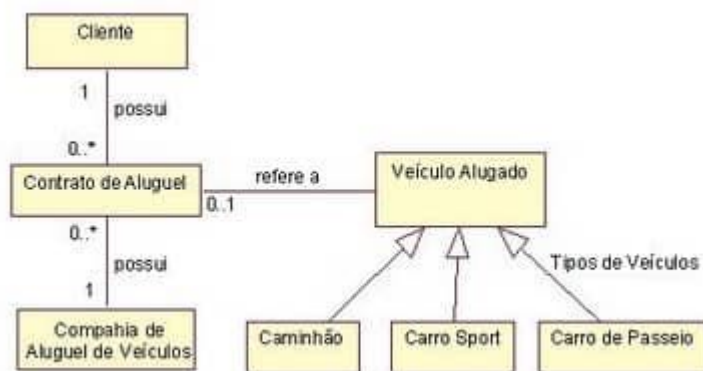 Cliente
1
possui
0..*
Contrato de Aluguel
refere a
0..1
Veículo Alugado
0..*
possui
1
Tipos de Veículos
Compahia de
Aluguel de Veículos
Caminhão
Carro Sport
Carro de Passeio